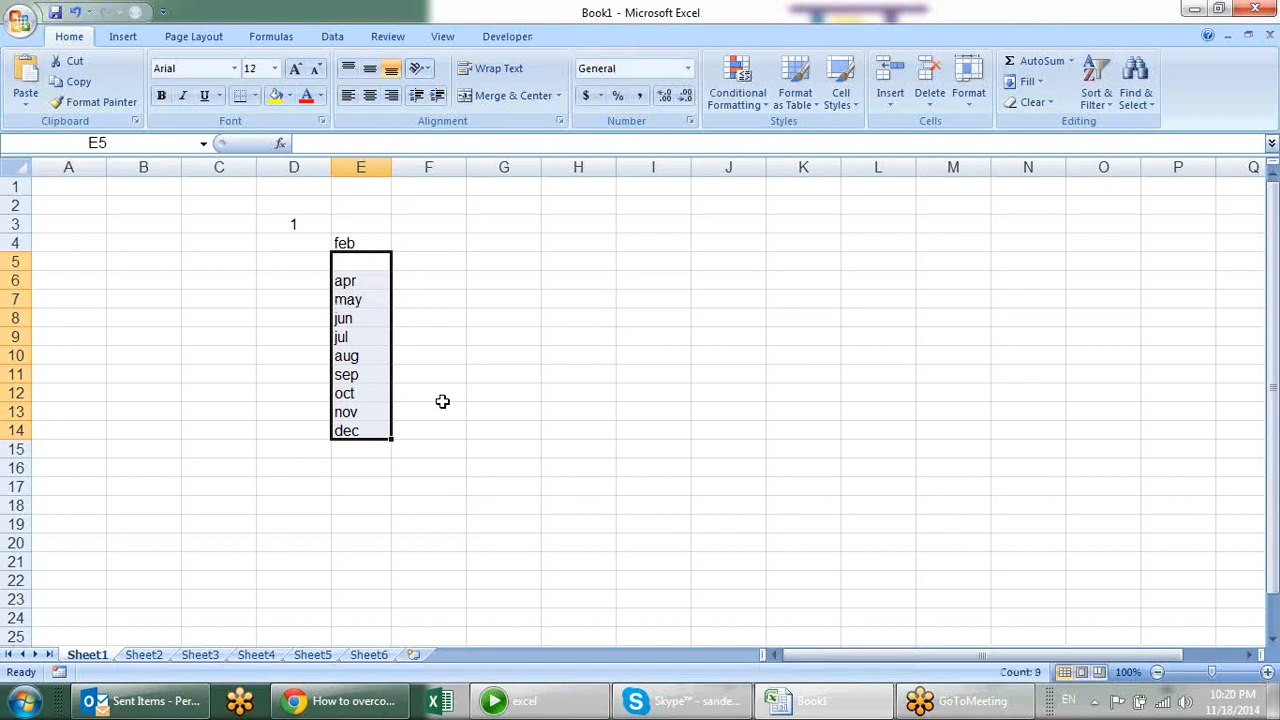 Book1 - Microsoft Excel
Home Insert Page Layout Formulas Data Review View Developer
Paste
Cut
Copy
Format Painter
Clipboard
Arial 12
B I U
Font
Wrap Text
Merge & Center
Alignment
General
$ % ,
Number
Conditional Formatting
Format as Table
Cell Styles
Styles
Insert
Delete
Format
Cells
AutoSum
Fill
Clear
Sort & Filter
Find & Select
Editing
E5 fx
A B C D E F G H I J K L M N O P Q
1
2
3 1
4 feb
5
6 apr
7 may
8 jun
9 jul
10 aug
11 sep
12 oct
13 nov
14 dec
15
16
17
18
19
20
21
22
23
24
25
Sheet1 Sheet2 Sheet3 Sheet4 Sheet5 Sheet6
Ready Count: 9 100%
Sent Items - Per... How to overco... excel Skype™ - sande... Book1 GoToMeeting EN 10:20 PM
11/18/2014